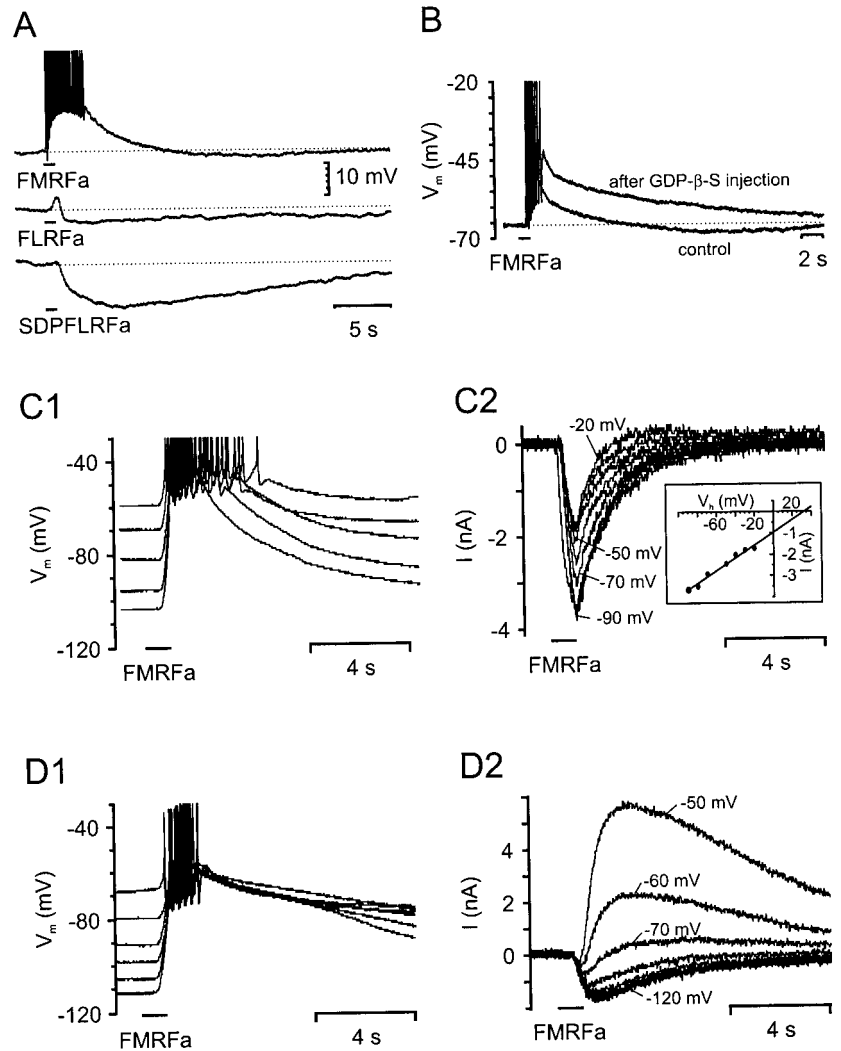 A
FMRFa
10 mV
FLRFa
SDPFLRFa
5 s
B
-20
-45
-70
Vm (mV)
after GDP-β-S injection
control
FMRFa
2 s
C1
-40
-80
-120
Vm (mV)
FMRFa
4 s
C2
0
-2
-4
I (nA)
-20 mV
-50 mV
-70 mV
-90 mV
Vh (mV)
20
-60
-20
-1
-2
-3
I (nA)
FMRFa
4 s
D1
-40
-80
-120
Vm (mV)
FMRFa
4 s
D2
4
2
0
I (nA)
-50 mV
-60 mV
-70 mV
-120 mV
FMRFa
4 s